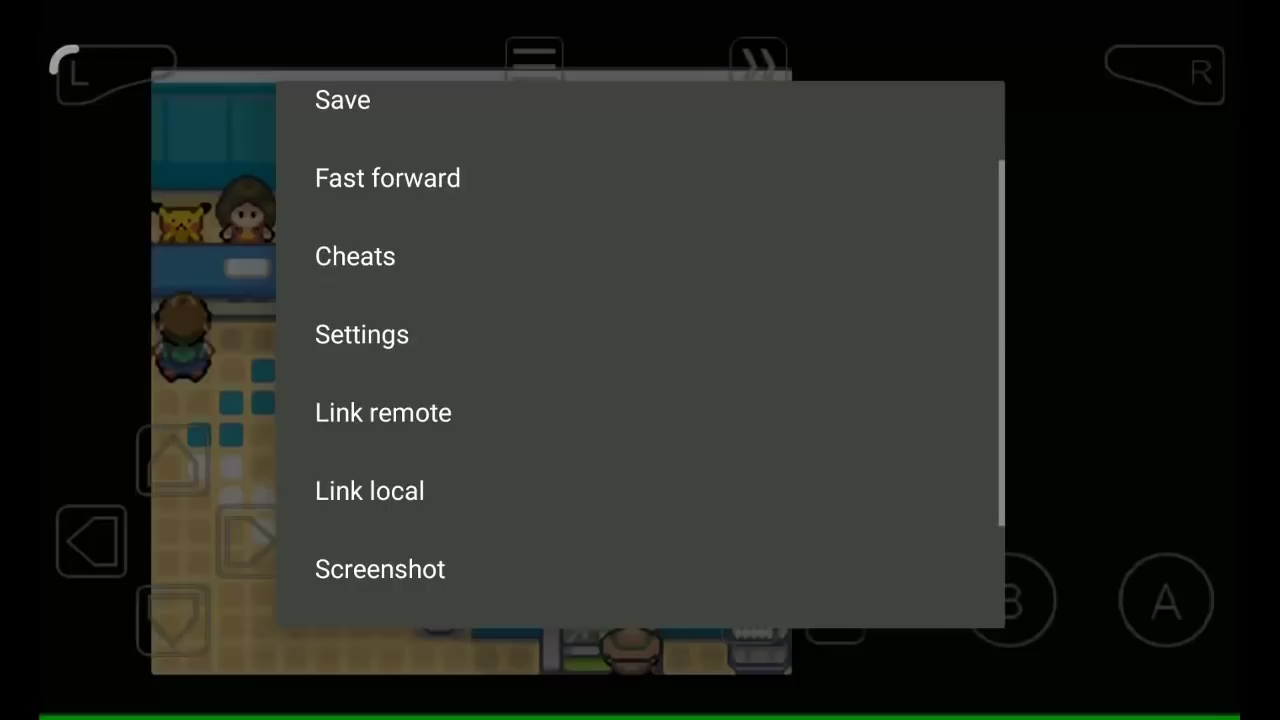 L
R
Save
Fast forward
Cheats
Settings
Link remote
Link local
Screenshot
B
A